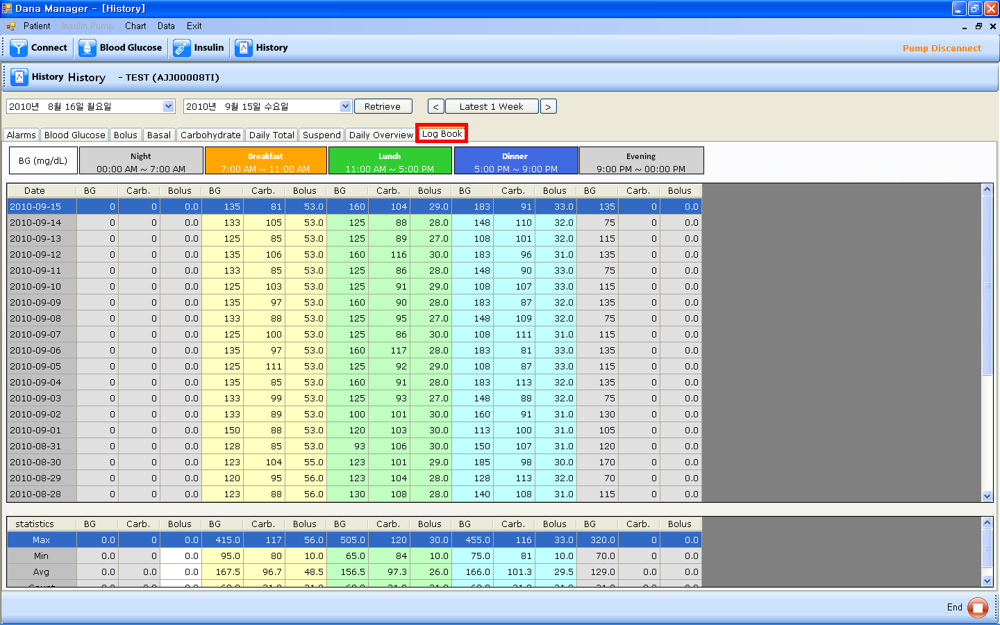 Dana Manager - [History]
Patient Insulin Pump Chart Data Exit
Connect Blood Glucose Insulin History Pump Disconnect
History History - TEST (AJJ00008TI)
2010년 8월 16일 월요일 2010년 9월 15일 수요일 Retrieve < Latest 1 Week >
Alarms Blood Glucose Bolus Basal Carbohydrate Daily Total Suspend Daily Overview Log Book
BG (mg/dL) Night Breakfast Lunch Dinner Evening
00:00 AM ~ 7:00 AM 7:00 AM ~ 11:00 AM 11:00 AM ~ 5:00 PM 5:00 PM ~ 9:00 PM 9:00 PM ~ 00:00 PM
Date BG Carb. Bolus BG Carb. Bolus BG Carb. Bolus BG Carb. Bolus BG Carb. Bolus
2010-09-15 0 0 0.0 135 81 53.0 160 104 29.0 183 91 33.0 135 0 0.0
2010-09-14 0 0 0.0 133 105 53.0 125 88 28.0 148 110 32.0 75 0 0.0
2010-09-13 0 0 0.0 125 85 53.0 125 89 27.0 108 101 32.0 115 0 0.0
2010-09-12 0 0 0.0 135 106 53.0 160 116 30.0 183 96 31.0 135 0 0.0
2010-09-11 0 0 0.0 133 85 53.0 125 86 28.0 148 90 33.0 75 0 0.0
2010-09-10 0 0 0.0 125 103 53.0 125 91 29.0 108 107 33.0 115 0 0.0
2010-09-09 0 0 0.0 135 97 53.0 160 90 28.0 183 87 32.0 135 0 0.0
2010-09-08 0 0 0.0 133 88 53.0 125 95 27.0 148 109 32.0 75 0 0.0
2010-09-07 0 0 0.0 125 100 53.0 125 86 30.0 108 111 31.0 115 0 0.0
2010-09-06 0 0 0.0 135 97 53.0 160 117 28.0 183 81 33.0 135 0 0.0
2010-09-05 0 0 0.0 125 111 53.0 125 92 29.0 108 87 33.0 115 0 0.0
2010-09-04 0 0 0.0 135 85 53.0 160 91 28.0 183 113 32.0 135 0 0.0
2010-09-03 0 0 0.0 133 99 53.0 125 93 27.0 148 88 32.0 75 0 0.0
2010-09-02 0 0 0.0 133 89 53.0 100 101 30.0 160 91 31.0 130 0 0.0
2010-09-01 0 0 0.0 150 88 53.0 120 103 30.0 113 100 31.0 105 0 0.0
2010-08-31 0 0 0.0 128 85 53.0 93 106 30.0 150 107 31.0 120 0 0.0
2010-08-30 0 0 0.0 123 104 55.0 123 101 29.0 185 98 30.0 170 0 0.0
2010-08-29 0 0 0.0 120 95 56.0 123 104 28.0 128 113 32.0 70 0 0.0
2010-08-28 0 0 0.0 123 88 56.0 130 108 28.0 140 108 31.0 115 0 0.0
statistics BG Carb. Bolus BG Carb. Bolus BG Carb. Bolus BG Carb. Bolus BG Carb. Bolus
Max 0.0 0 0.0 415.0 117 56.0 505.0 120 30.0 455.0 116 33.0 320.0 0 0.0
Min 0.0 0 0.0 95.0 80 10.0 65.0 84 10.0 75.0 81 10.0 70.0 0 0.0
Avg 0.0 0.0 0.0 167.5 96.7 48.5 156.5 97.3 26.0 166.0 101.3 29.5 129.0 0.0 0.0
End